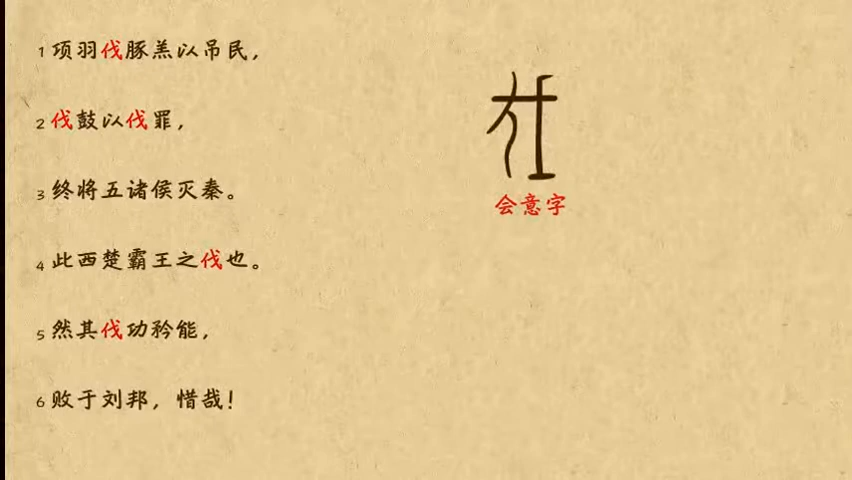 1 项羽伐豚羔以吊民，
2 伐鼓以伐罪，
3 终将五诸侯灭秦。
4 此西楚霸王之伐也。
5 然其伐功矜能，
6 败于刘邦，惜哉！
会意字